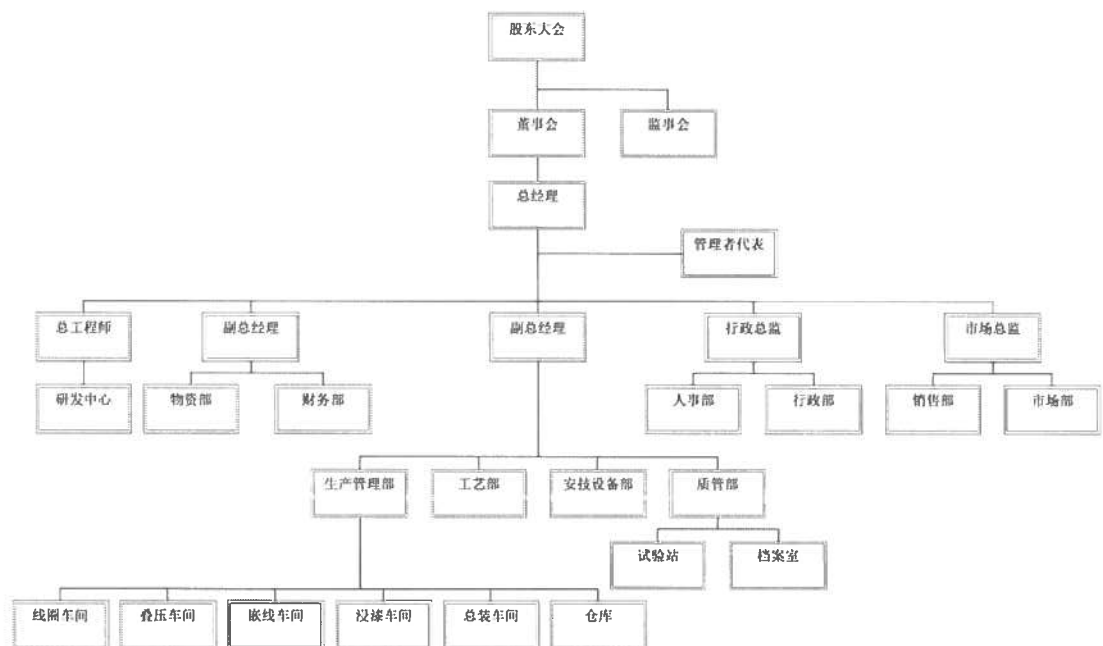 股东大会
董事会
监事会
总经理
管理者代表
总工程师
副总经理
副总经理
行政总监
市场总监
研发中心
物资部
财务部
人事部
行政部
销售部
市场部
生产管理部
工艺部
安技设备部
质管部
试验站
档案室
线圈车间
叠压车间
嵌线车间
浸漆车间
总装车间
仓库